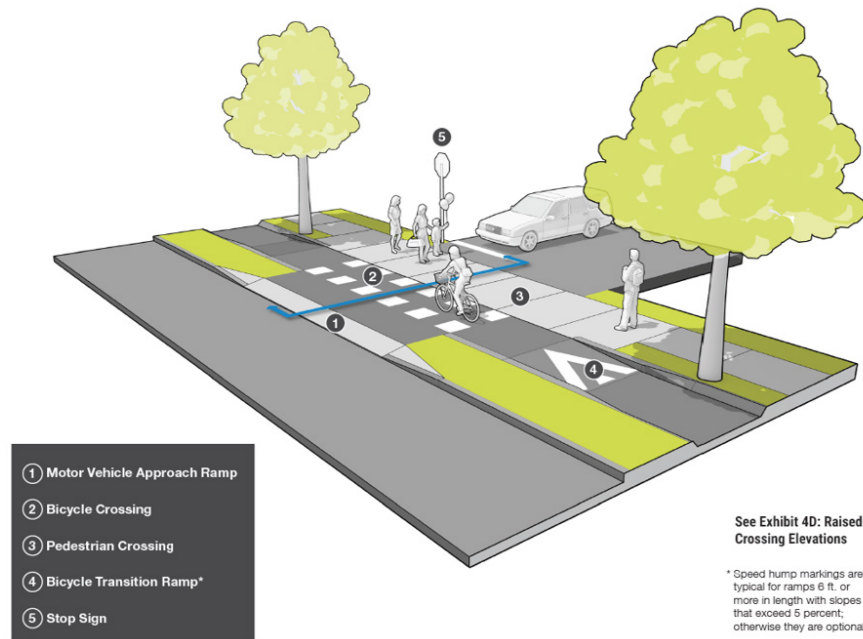 5
2
3
1
4
1 Motor Vehicle Approach Ramp
2 Bicycle Crossing
3 Pedestrian Crossing
4 Bicycle Transition Ramp*
5 Stop Sign
See Exhibit 4D: Raised
Crossing Elevations
* Speed hump markings are
typical for ramps 6 ft. or
more in length with slopes
that exceed 5 percent;
otherwise they are optiona